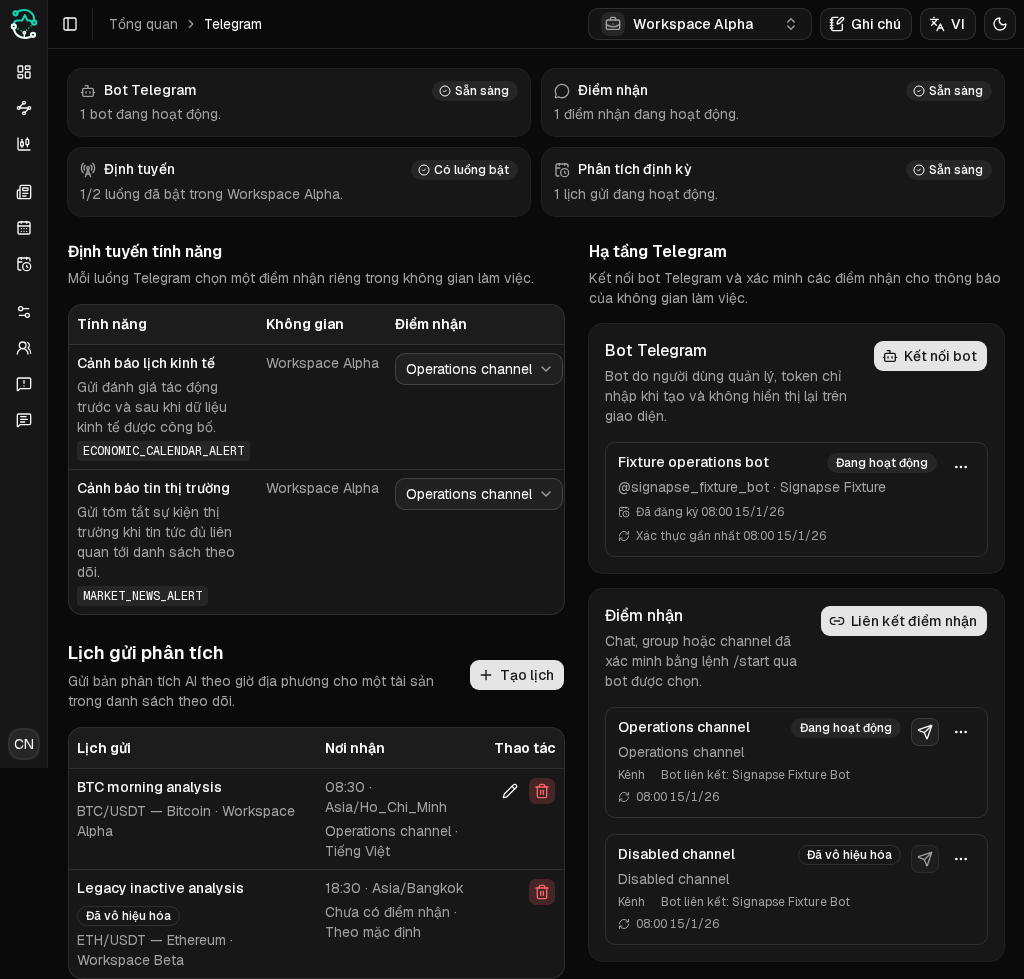 Tổng quan > Telegram
Workspace Alpha
Ghi chú
VI
Bot Telegram
Sẵn sàng
1 bot đang hoạt động.
Điểm nhận
Sẵn sàng
1 điểm nhận đang hoạt động.
Định tuyến
Có luồng bật
1/2 luồng đã bật trong Workspace Alpha.
Phân tích định kỳ
Sẵn sàng
1 lịch gửi đang hoạt động.
Định tuyến tính năng
Mỗi luồng Telegram chọn một điểm nhận riêng trong không gian làm việc.
Tính năng
Không gian
Điểm nhận
Cảnh báo lịch kinh tế
Gửi đánh giá tác động
trước và sau khi dữ liệu
kinh tế được công bố.
ECONOMIC_CALENDAR_ALERT
Workspace Alpha
Operations channel
Cảnh báo tin thị trường
Gửi tóm tắt sự kiện thị
trường khi tin tức đủ liên
quan tới danh sách theo
dõi.
MARKET_NEWS_ALERT
Workspace Alpha
Operations channel
Lịch gửi phân tích
Gửi bản phân tích AI theo giờ địa phương cho một tài sản
trong danh sách theo dõi.
Tạo lịch
Lịch gửi
Nơi nhận
Thao tác
BTC morning analysis
BTC/USDT — Bitcoin · Workspace
Alpha
08:30 ·
Asia/Ho_Chi_Minh
Operations channel ·
Tiếng Việt
Legacy inactive analysis
Đã vô hiệu hóa
ETH/USDT — Ethereum ·
Workspace Beta
18:30 · Asia/Bangkok
Chưa có điểm nhận ·
Theo mặc định
Hạ tầng Telegram
Kết nối bot Telegram và xác minh các điểm nhận cho thông báo
của không gian làm việc.
Bot Telegram
Bot do người dùng quản lý, token chỉ
nhập khi tạo và không hiển thị lại trên
giao diện.
Kết nối bot
Fixture operations bot
Đang hoạt động
@signapse_fixture_bot · Signapse Fixture
Đã đăng ký 08:00 15/1/26
Xác thực gần nhất 08:00 15/1/26
Điểm nhận
Chat, group hoặc channel đã
xác minh bằng lệnh /start qua
bot được chọn.
Liên kết điểm nhận
Operations channel
Đang hoạt động
Operations channel
Kênh
Bot liên kết: Signapse Fixture Bot
08:00 15/1/26
Disabled channel
Đã vô hiệu hóa
Disabled channel
Kênh
Bot liên kết: Signapse Fixture Bot
08:00 15/1/26
CN